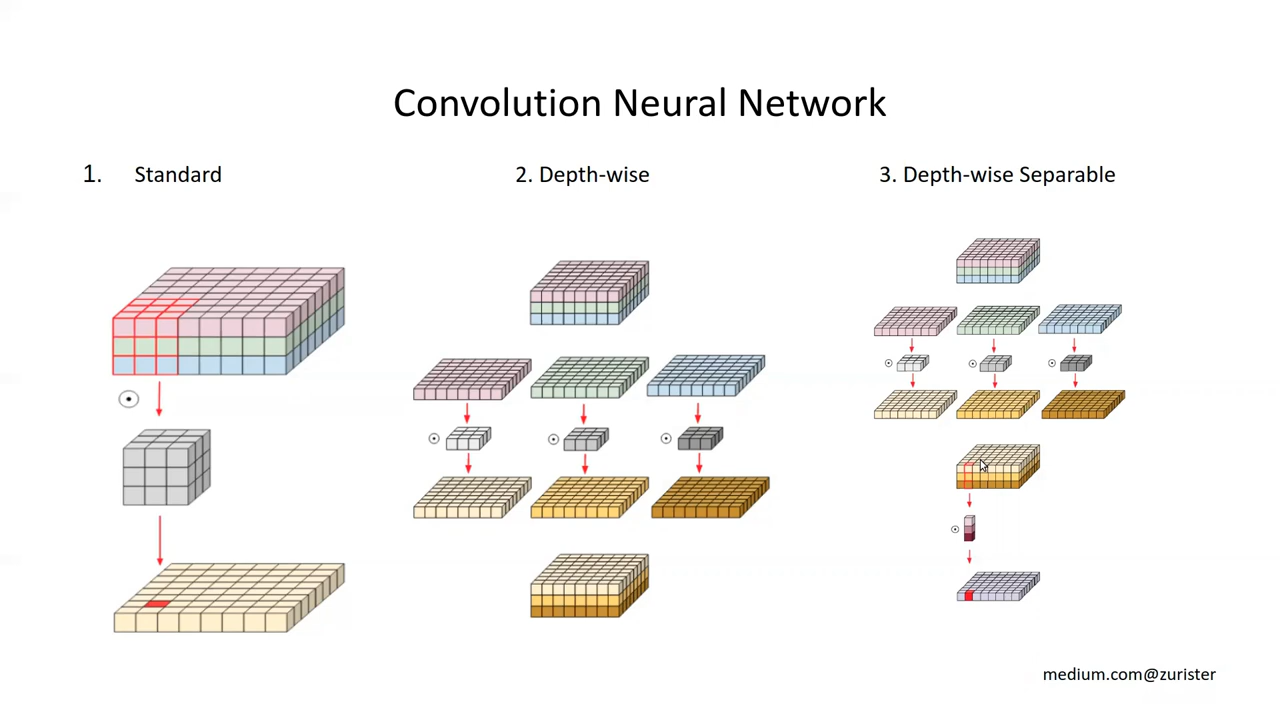 Convolution Neural Network
1. Standard
2. Depth-wise
3. Depth-wise Separable
medium.com@zurister